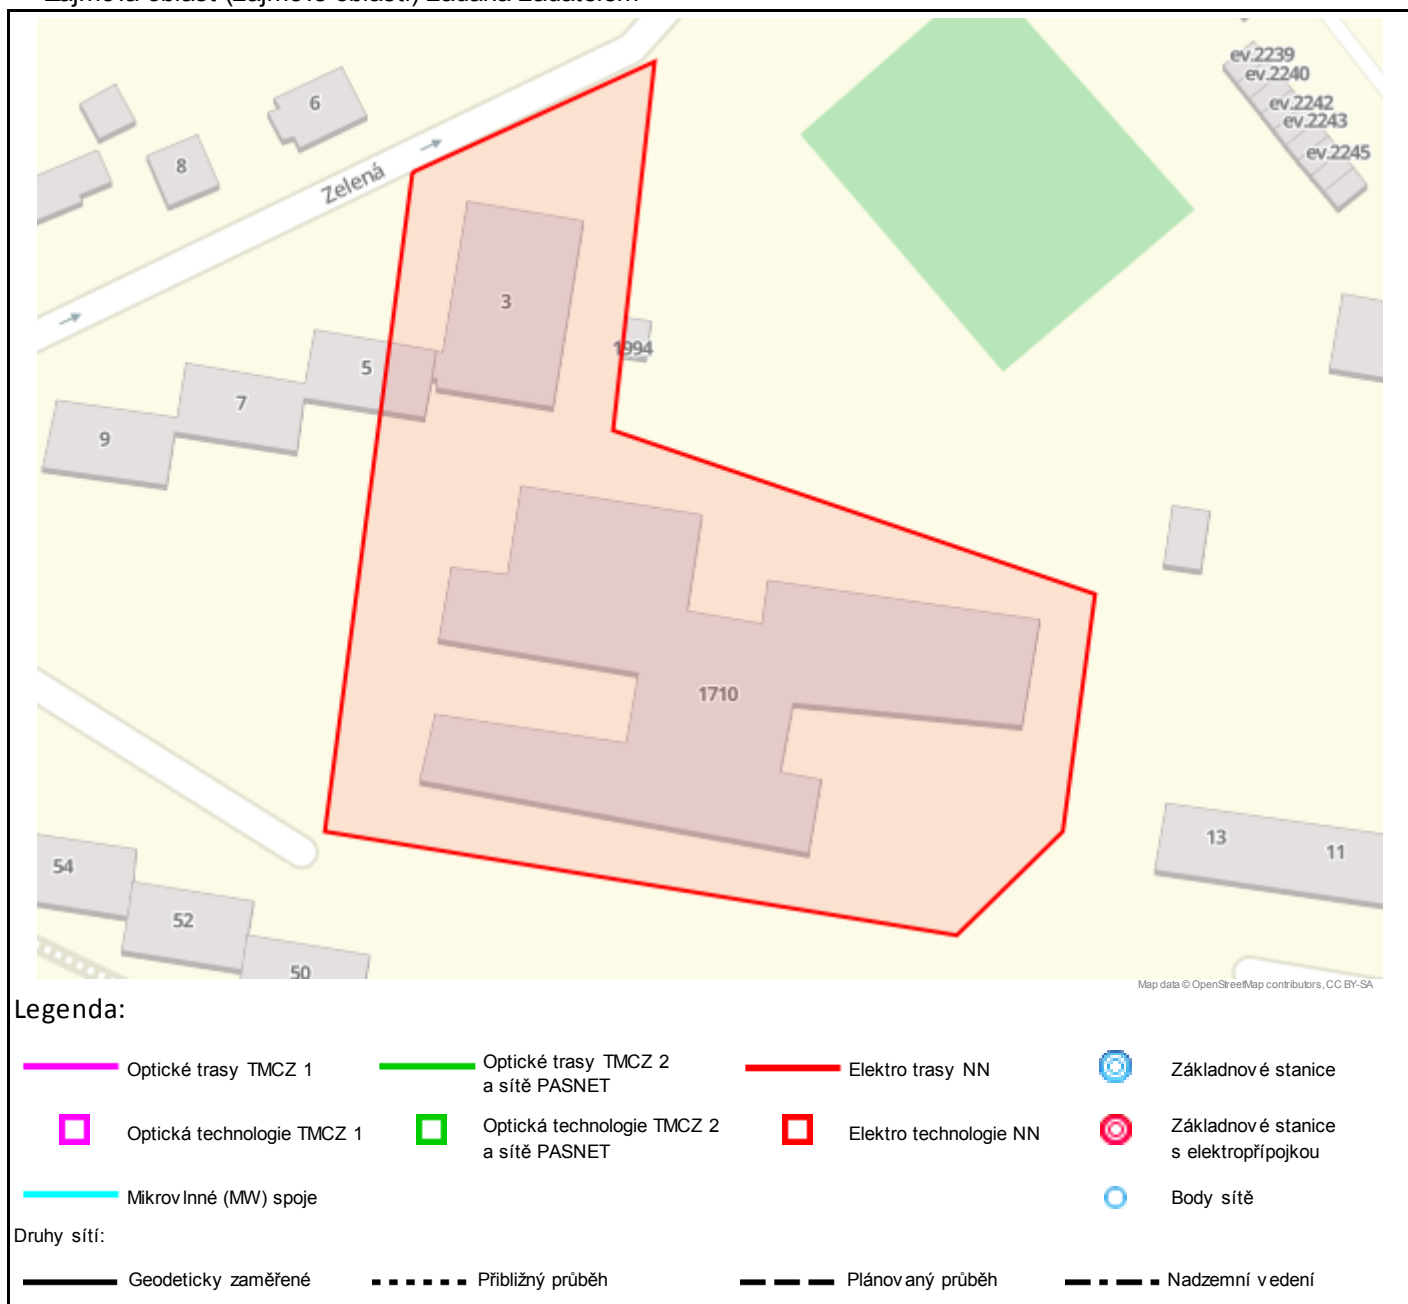 ev.2239
ev.2240
ev.2242
ev.2243
ev.2245
6
8
Zelená
3
1994
5
7
9
1710
13
11
54
52
50
Map data © OpenStreetMap contributors, CC BY-SA
Legenda:
Optické trasy TMCZ 1
Optické trasy TMCZ 2
a sítě PASNET
Elektro trasy NN
Základnové stanice
Optická technologie TMCZ 1
Optická technologie TMCZ 2
a sítě PASNET
Elektro technologie NN
Základnové stanice
s elektropřípojkou
Mikrovlnné (MW) spoje
Body sítě
Druhy sítí:
Geodeticky zaměřené
Přibližný průběh
Plánovaný průběh
Nadzemní vedení